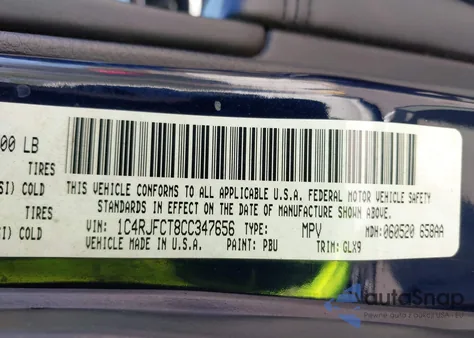 00 LB
TIRES
SI) COLD
THIS VEHICLE CONFORMS TO ALL APPLICABLE U.S.A. FEDERAL MOTOR VEHICLE SAFETY
TIRES
STANDARDS IN EFFECT ON THE DATE OF MANUFACTURE SHOWN ABOVE.
SI) COLD
VIN: 1C4RJFCT8CC347656 TYPE: MPV MDH: 060520 658AA
VEHICLE MADE IN U.S.A. PAINT: PBU TRIM: GLX9
autoSnap